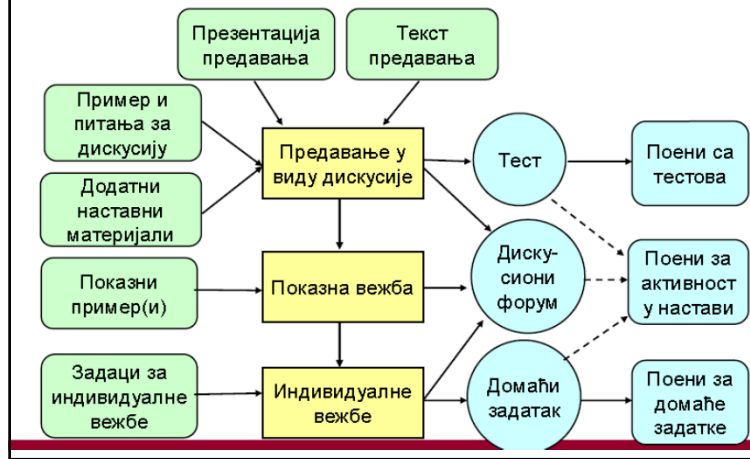 Презентација
предавања
Текст
предавања
Пример и
питања за
дискусију
Предавање у
виду дискусије
Тест
Поени са
тестова
Додатни
наставни
материјали
Показни
пример(и)
Показна вежба
Диску-
сиони
форум
Поени за
активност
у настави
Задаци за
индивидуалне
вежбе
Индивидуалне
вежбе
Домаћи
задатак
Поени за
домаће
задатке